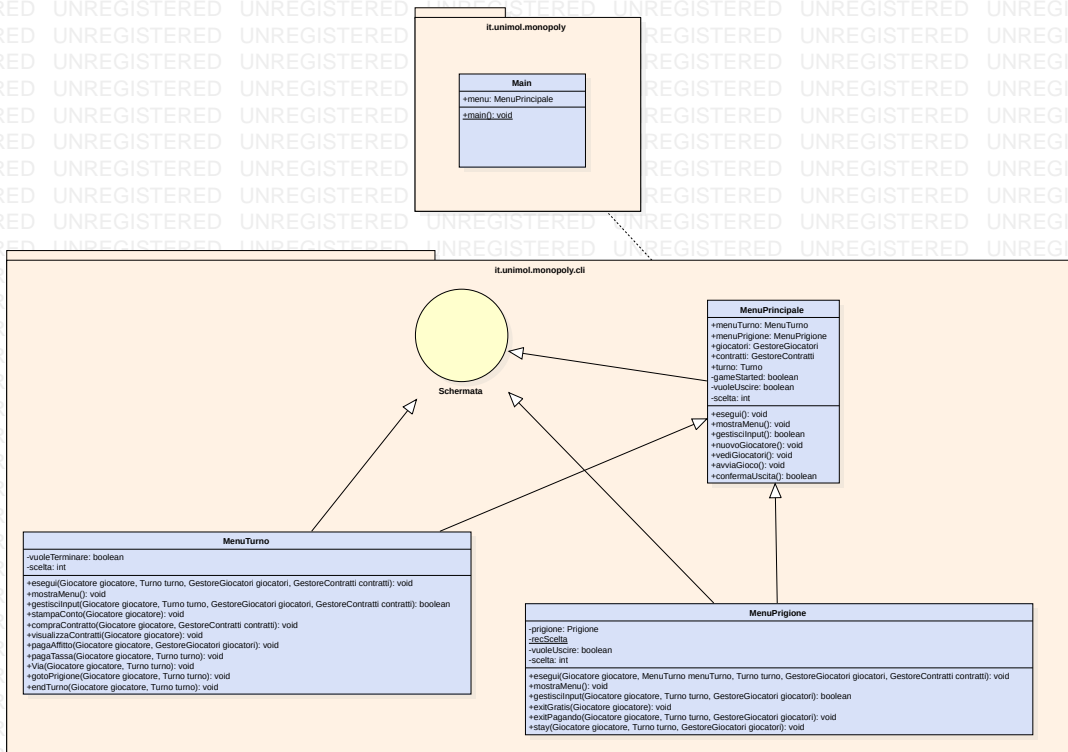 it.unimol.monopoly
Main
+menu: MenuPrincipale
+main(): void
it.unimol.monopoly.cli
Schermata
MenuPrincipale
+menuTurno: MenuTurno
+menuPrigione: MenuPrigione
+giocatori: GestoreGiocatori
+contratti: GestoreContratti
+turno: Turno
-gameStarted: boolean
-vuoleUscire: boolean
-scelta: int
+esegui(): void
+mostraMenu(): void
+gestisciInput(): boolean
+nuovoGiocatore(): void
+vediGiocatori(): void
+avviaGioco(): void
+confermaUscita(): boolean
MenuTurno
-vuoleTerminare: boolean
-scelta: int
+esegui(Giocatore giocatore, Turno turno, GestoreGiocatori giocatori, GestoreContratti contratti): void
+mostraMenu(): void
+gestisciInput(Giocatore giocatore, Turno turno, GestoreGiocatori giocatori, GestoreContratti contratti): boolean
+stampaConto(Giocatore giocatore): void
+compraContratto(Giocatore giocatore, GestoreContratti contratti): void
+visualizzaContratti(Giocatore giocatore): void
+pagaAffitto(Giocatore giocatore, GestoreGiocatori giocatori): void
+pagaTassa(Giocatore giocatore, Turno turno): void
+Via(Giocatore giocatore, Turno turno): void
+gotoPrigione(Giocatore giocatore, Turno turno): void
+endTurno(Giocatore giocatore, Turno turno): void
MenuPrigione
-prigione: Prigione
-recScelta
-vuoleUscire: boolean
-scelta: int
+esegui(Giocatore giocatore, MenuTurno menuTurno, Turno turno, GestoreGiocatori giocatori, GestoreContratti contratti): void
+mostraMenu(): void
+gestisciInput(Giocatore giocatore, Turno turno, GestoreGiocatori giocatori): boolean
+exitGratis(Giocatore giocatore): void
+exitPagando(Giocatore giocatore, Turno turno, GestoreGiocatori giocatori): void
+stay(Giocatore giocatore, Turno turno, GestoreGiocatori giocatori): void
UNREGISTERED